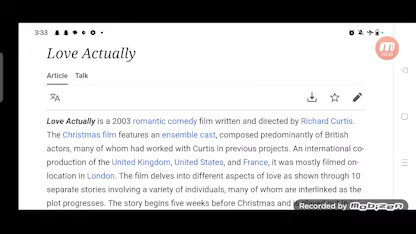 3:33
Love Actually
Article Talk
Love Actually is a 2003 romantic comedy film written and directed by Richard Curtis.
The Christmas film features an ensemble cast, composed predominantly of British
actors, many of whom had worked with Curtis in previous projects. An international co-
production of the United Kingdom, United States, and France, it was mostly filmed on-
location in London. The film delves into different aspects of love as shown through 10
separate stories involving a variety of individuals, many of whom are interlinked as the
plot progresses. The story begins five weeks before Christmas and is
Recorded by MOBIZEN